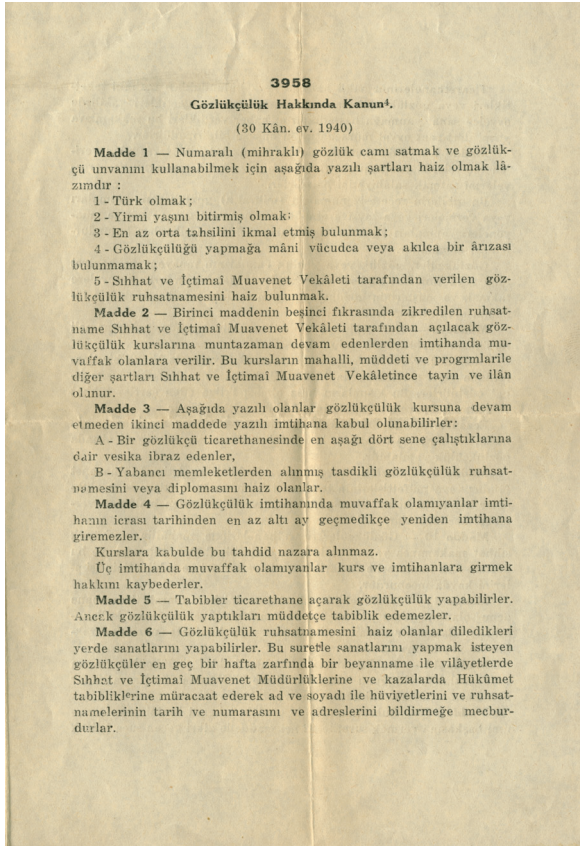 3958
Gözlükçülük Hakkında Kanun⁴.
(30 Kân. ev. 1940)
Madde 1 — Numaralı (mihraklı) gözlük camı satmak ve gözlük-
çü unvanını kullanabilmek için aşağıda yazılı şartları haiz olmak lâ-
zımdır :
1 - Türk olmak;
2 - Yirmi yaşını bitirmiş olmak;
3 - En az orta tahsilini ikmal etmiş bulunmak;
4 - Gözlükçülüğü yapmağa mâni vücudca veya akılca bir ârızası
bulunmamak;
5 - Sıhhat ve İçtimaî Muavenet Vekâleti tarafından verilen göz-
lükçülük ruhsatnamesini haiz bulunmak.
Madde 2 — Birinci maddenin beşinci fıkrasında zikredilen ruhsat-
name Sıhhat ve İçtimaî Muavenet Vekâleti tarafından açılacak göz-
lükçülük kurslarına muntazaman devam edenlerden imtihanda mu-
vaffak olanlara verilir. Bu kursların mahalli, müddeti ve progrmlarile
diğer şartları Sıhhat ve İçtimaî Muavenet Vekâletince tayin ve ilân
olunur.
Madde 3 — Aşağıda yazılı olanlar gözlükçülük kursuna devam
etmeden ikinci maddede yazılı imtihana kabul olunabilirler:
A - Bir gözlükçü ticarethanesinde en aşağı dört sene çalıştıklarına
dair vesika ibraz edenler,
B - Yabancı memleketlerden alınmış tasdikli gözlükçülük ruhsat-
namesini veya diplomasını haiz olanlar.
Madde 4 — Gözlükçülük imtihanında muvaffak olamıyanlar imti-
hanın icrası tarihinden en az altı ay geçmedikçe yeniden imtihana
giremezler.
Kurslara kabulde bu tahdid nazara alınmaz.
Üç imtihanda muvaffak olamıyanlar kurs ve imtihanlara girmek
hakkını kaybederler.
Madde 5 — Tabibler ticarethane açarak gözlükçülük yapabilirler.
Ancak gözlükçülük yaptıkları müddetçe tabiblik edemezler.
Madde 6 — Gözlükçülük ruhsatnamesini haiz olanlar diledikleri
yerde sanatlarını yapabilirler. Bu suretle sanatlarını yapmak isteyen
gözlükçüler en geç bir hafta zarfında bir beyanname ile vilâyetlerde
Sıhhat ve İçtimaî Muavenet Müdürlüklerine ve kazalarda Hükûmet
tabibliklerine müracaat ederek ad ve soyadı ile hüviyetlerini ve ruhsat-
namelerinin tarih ve numarasını ve adreslerini bildirmeğe mecbur-
durlar.